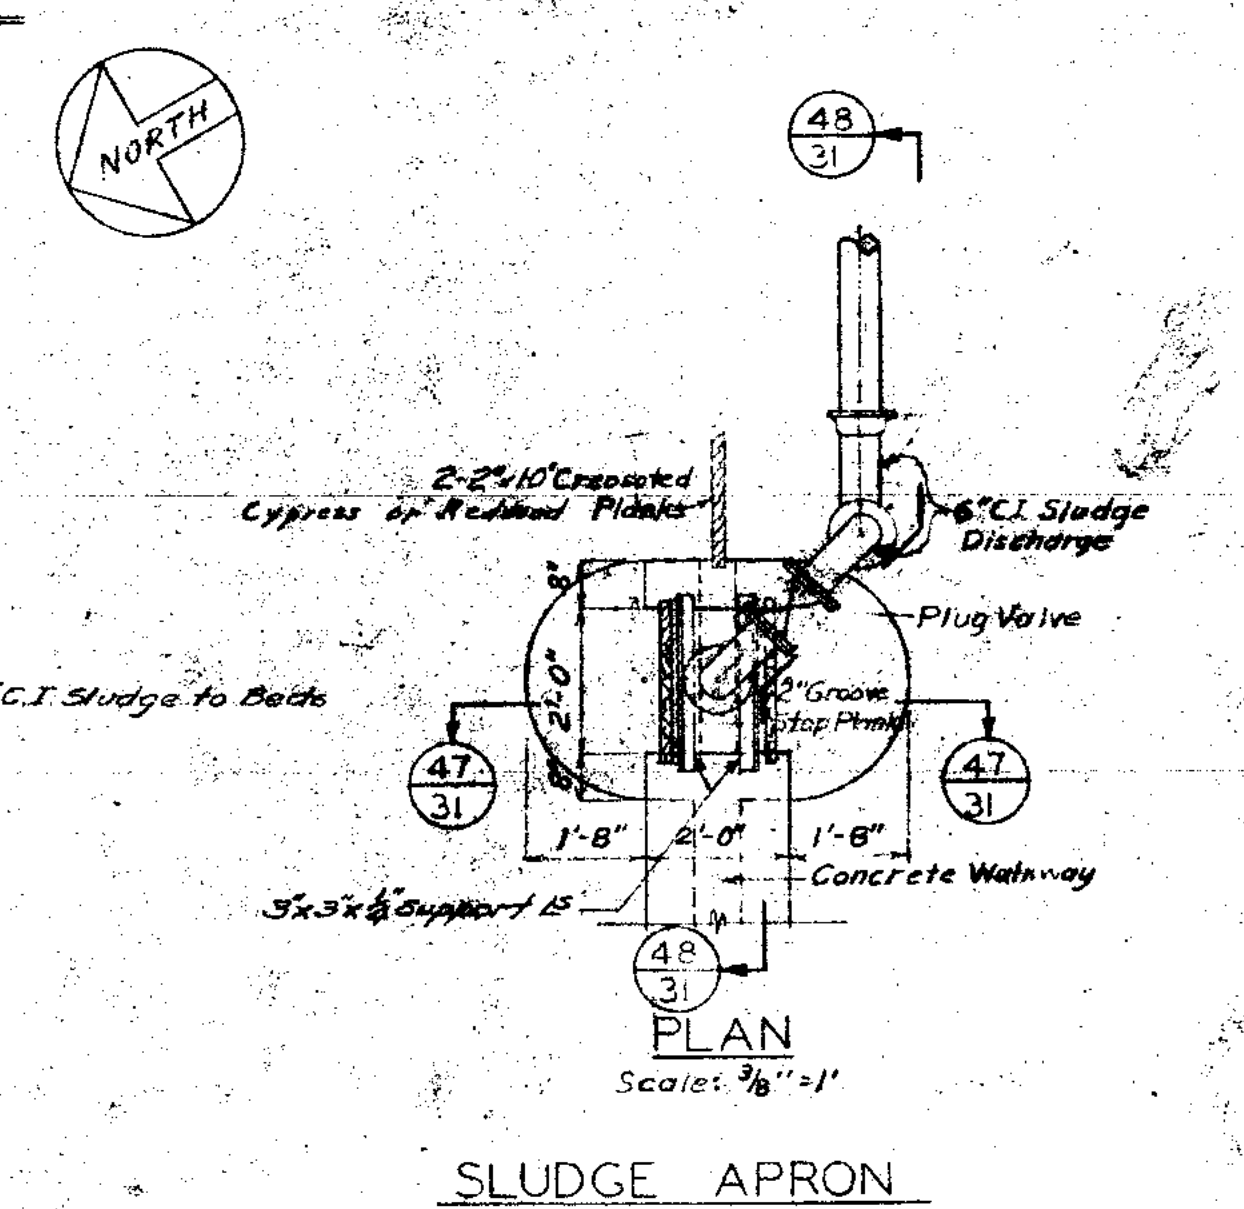 NORTH
48
31
2-2"x10" Creosoted
Cypress or Redwood Planks
6" C.I. Sludge
Discharge
8"
Plug Valve
2'-0"
C.I. Sludge to Beds
2" Groove
Stop Plank
8"
47
31
47
31
1'-8"
2'-0"
1'-8"
Concrete Walkway
3"x3"x½" Support Ls
48
31
PLAN
Scale: 3/8"=1'
SLUDGE APRON